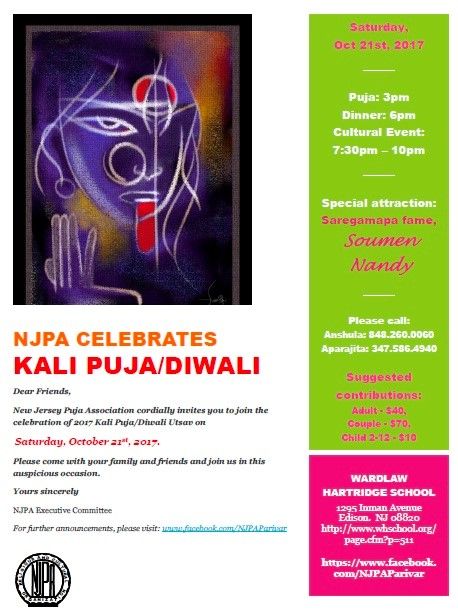 NJPA CELEBRATES
KALI PUJA/DIWALI
Dear Friends,
New Jersey Puja Association cordially invites you to join the
celebration of 2017 Kali Puja/Diwali Utsav on
Saturday, October 21st, 2017.
Please come with your family and friends and join us in this
auspicious occasion.
Yours sincerely
NJPA Executive Committee
For further announcements, please visit: www.facebook.com/NJPAParivar
NJPA
Saturday,
Oct 21st, 2017
Puja: 3pm
Dinner: 6pm
Cultural Event:
7:30pm – 10pm
Special attraction:
Saregamapa fame,
Soumen
Nandy
Please call:
Anshula: 848.260.0060
Aparajita: 347.586.4940
Suggested
contributions:
Adult - $40,
Couple - $70,
Child 2-12 - $10
WARDLAW
HARTRIDGE SCHOOL
1295 Inman Avenue
Edison. NJ 08820
http://www.whschool.org/
page.cfm?p=511
https://www.facebook.
com/NJPAParivar